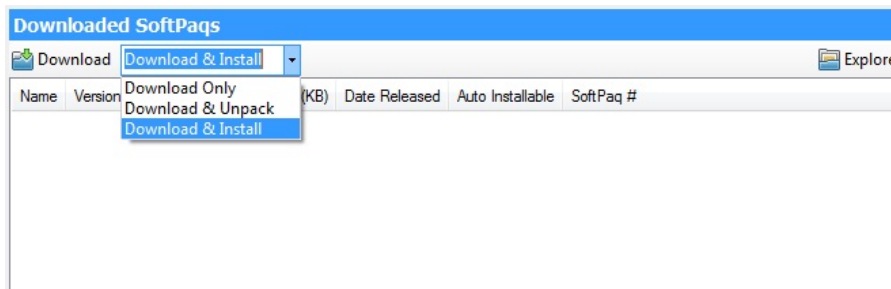 Downloaded SoftPaqs
Download Download & Install Explore
Download Only
Download & Unpack
Download & Install
Name Version (KB) Date Released Auto Installable SoftPaq #